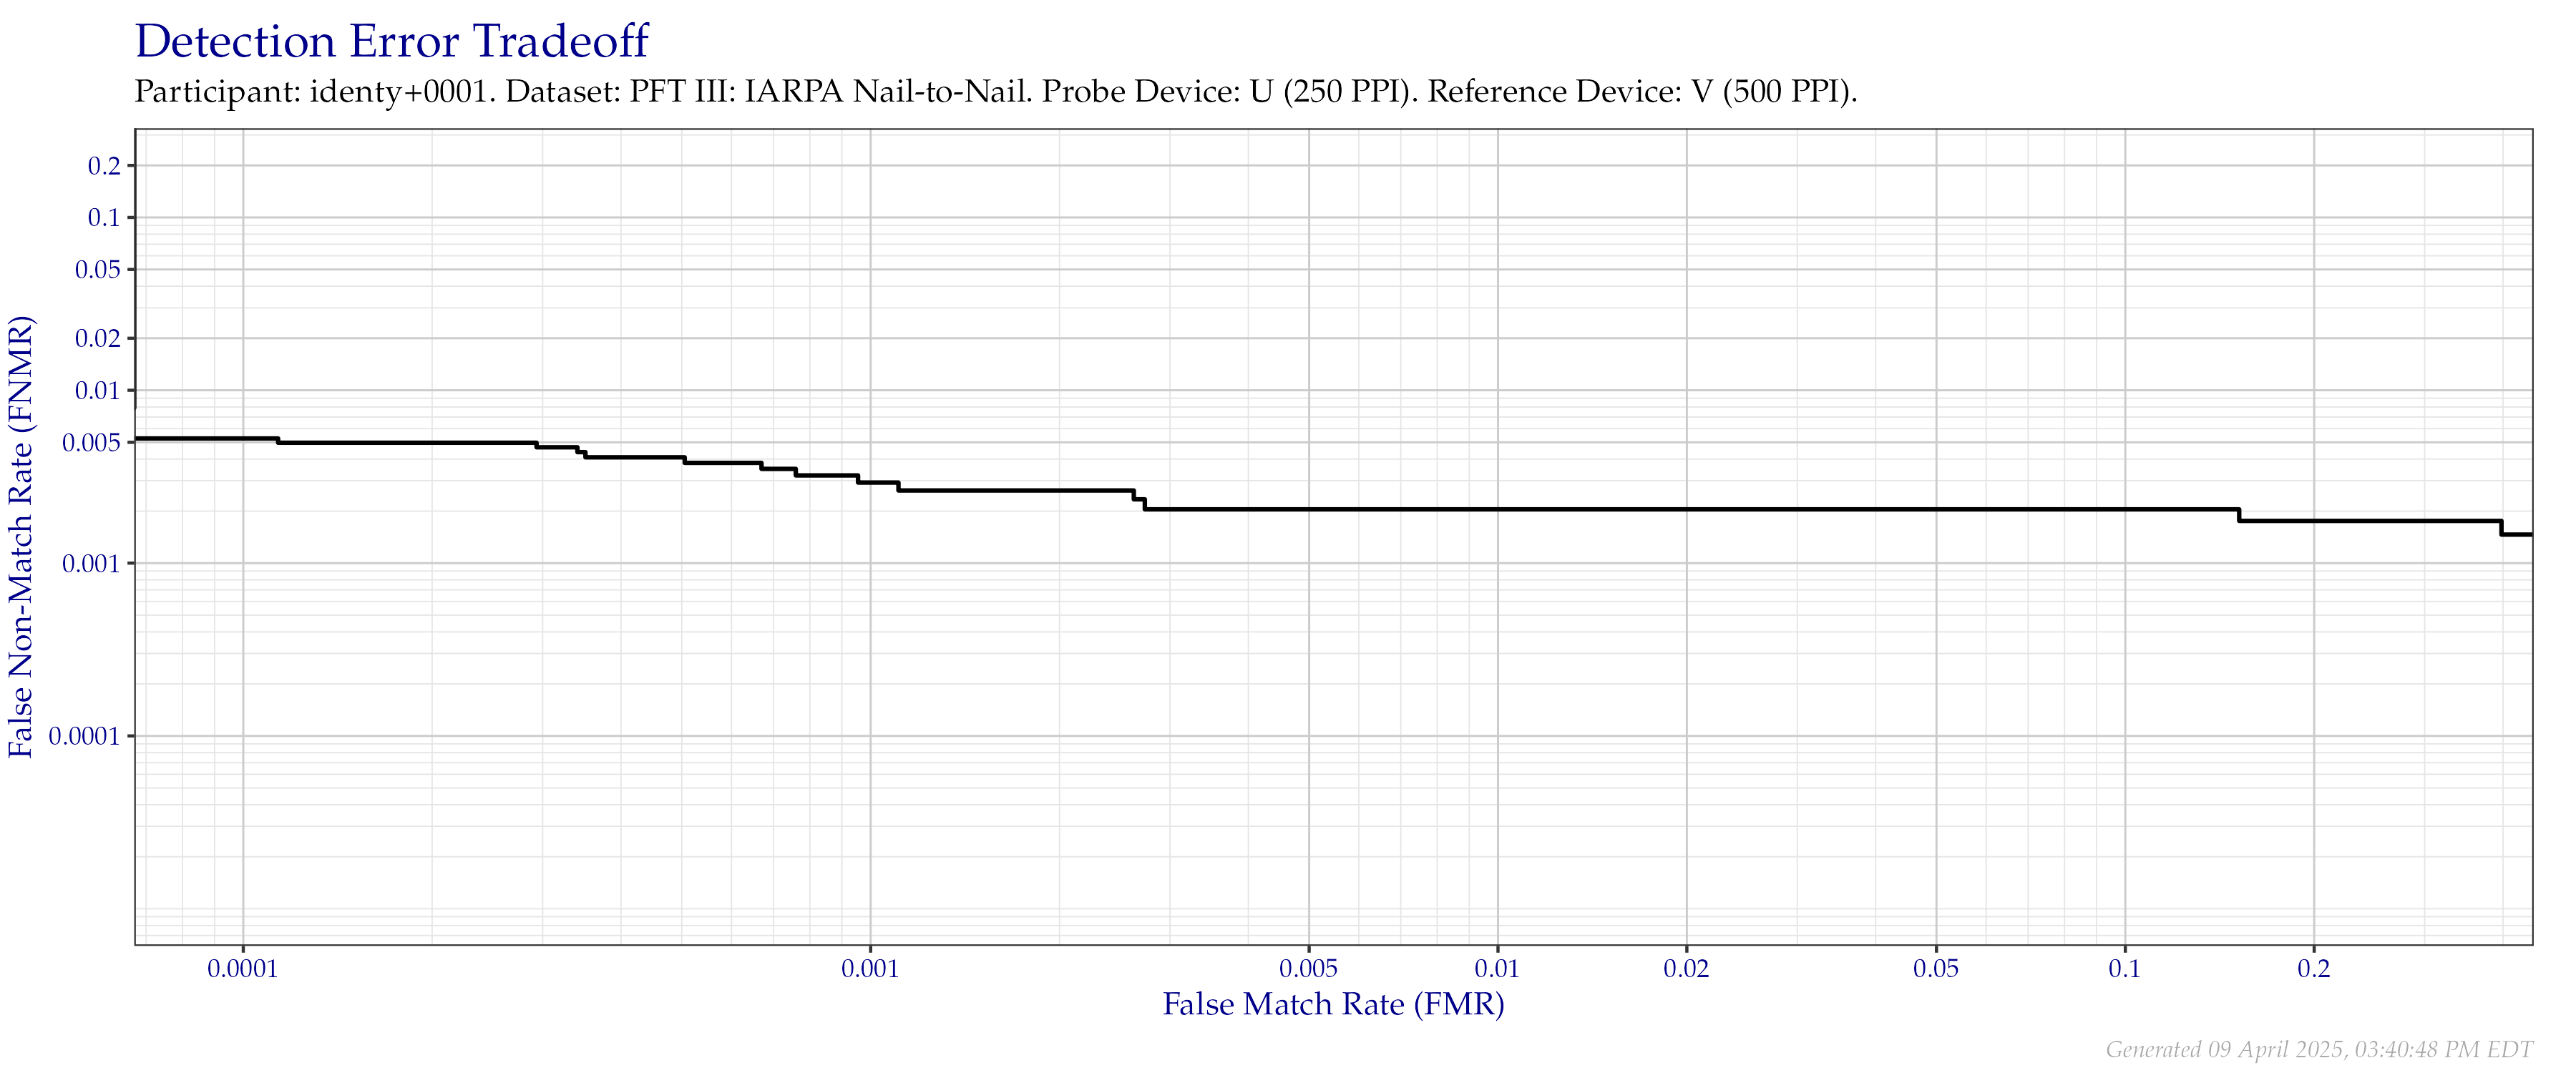 Detection Error Tradeoff
Participant: identy+0001. Dataset: PFT III: IARPA Nail-to-Nail. Probe Device: U (250 PPI). Reference Device: V (500 PPI).
False Non-Match Rate (FNMR)
0.2
0.1
0.05
0.02
0.01
0.005
0.001
0.0001
0.0001 0.001 0.005 0.01 0.02 0.05 0.1 0.2
False Match Rate (FMR)
Generated 09 April 2025, 03:40:48 PM EDT